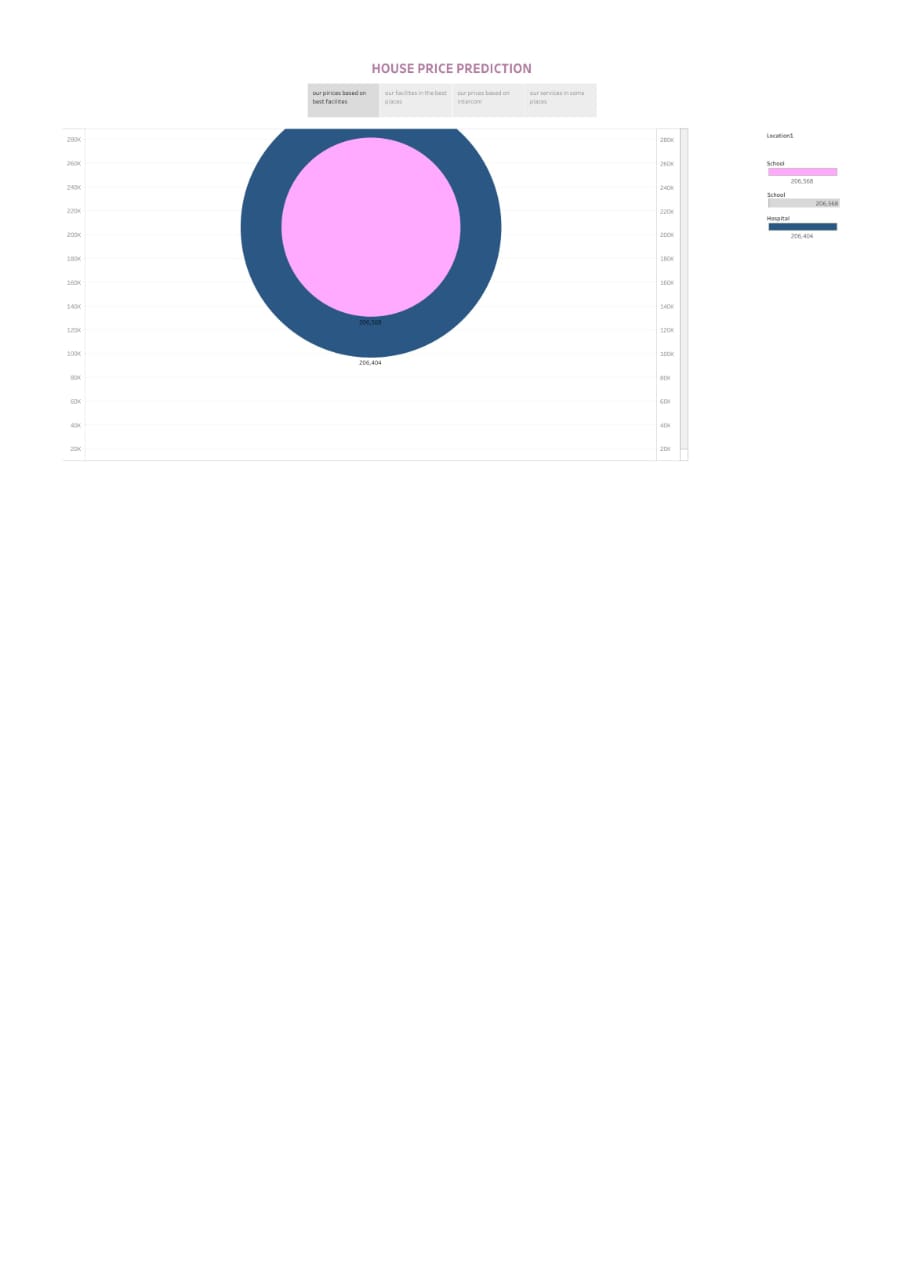 HOUSE PRICE PREDICTION
our pirices based on
best facilites
our facilites in the best
places
our prices based on
intercom
our services in some
places
280K
260K
240K
220K
200K
180K
160K
140K
120K
100K
80K
60K
40K
20K
206,568
206,404
280K
260K
240K
220K
200K
180K
160K
140K
120K
100K
80K
60K
40K
20K
Location1
School
206,568
School
206,568
Hospital
206,404